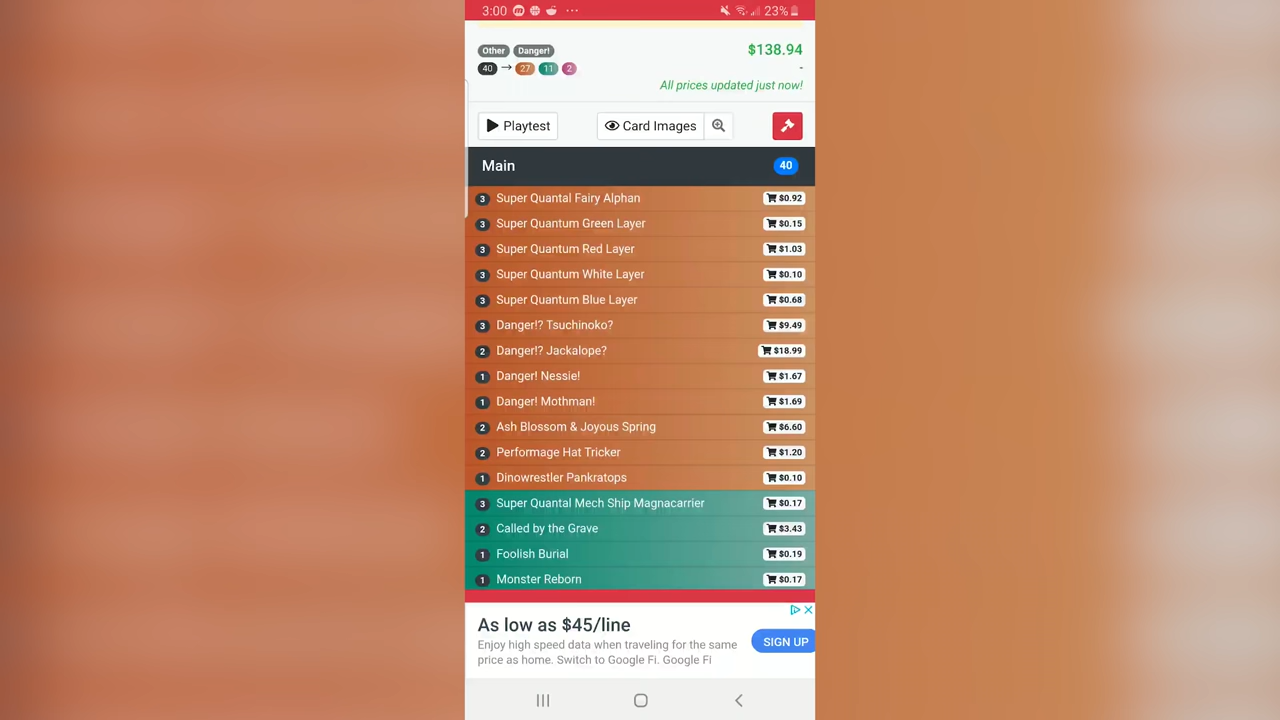 3:00 23%
Other Danger! $138.94
40 → 27 11 2 -
All prices updated just now!
Playtest Card Images
Main 40
3 Super Quantal Fairy Alphan $0.92
3 Super Quantum Green Layer $0.15
3 Super Quantum Red Layer $1.03
3 Super Quantum White Layer $0.10
3 Super Quantum Blue Layer $0.68
3 Danger!? Tsuchinoko? $9.49
2 Danger!? Jackalope? $18.99
1 Danger! Nessie! $1.67
1 Danger! Mothman! $1.69
2 Ash Blossom & Joyous Spring $6.60
2 Performage Hat Tricker $1.20
1 Dinowrestler Pankratops $0.10
3 Super Quantal Mech Ship Magnacarrier $0.17
2 Called by the Grave $3.43
1 Foolish Burial $0.19
1 Monster Reborn $0.17
As low as $45/line
Enjoy high speed data when traveling for the same
price as home. Switch to Google Fi. Google Fi
SIGN UP